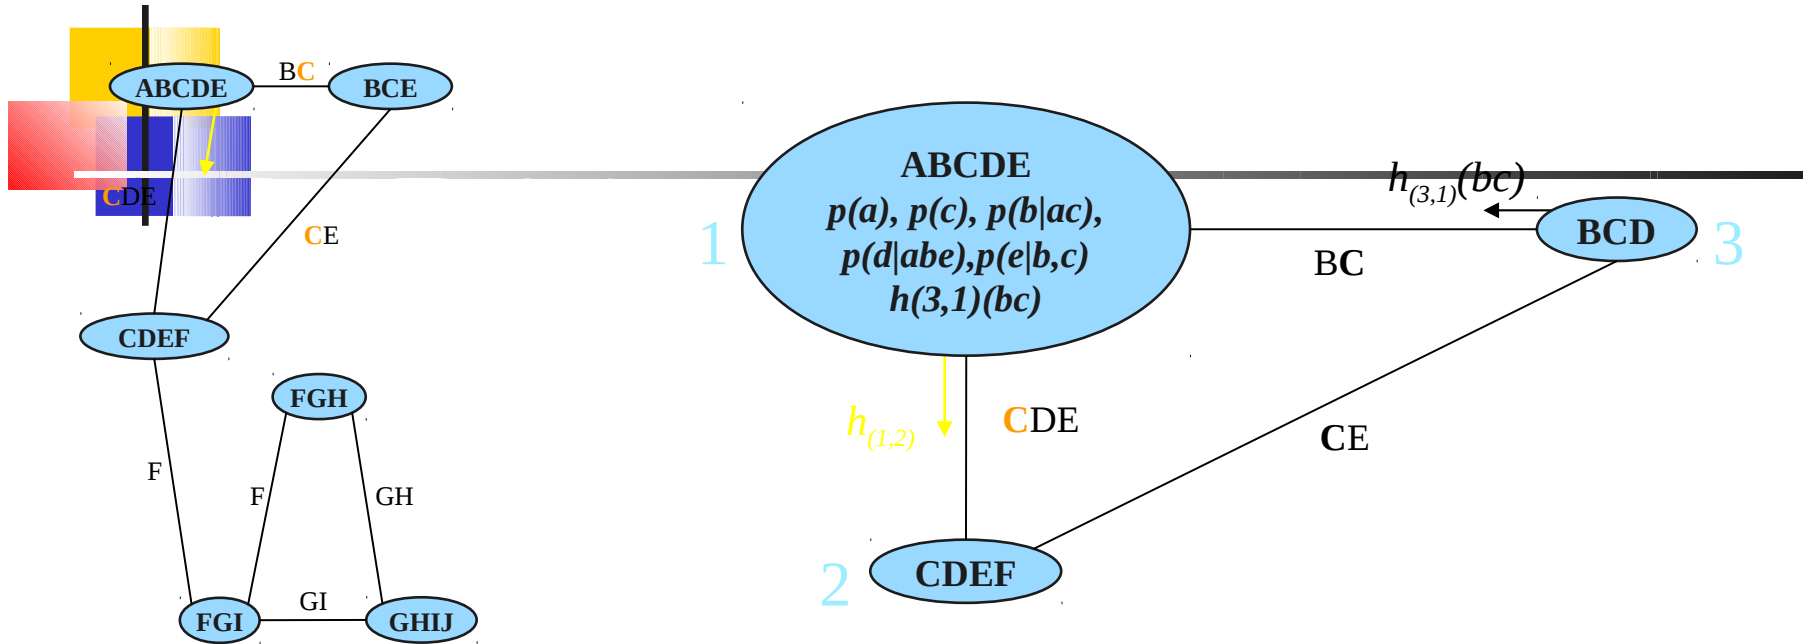 ABCDE
BC
BCE
CDE
CE
CDEF
FGH
F
F
GH
FGI
GI
GHIJ
1
ABCDE
p(a), p(c), p(b|ac),
p(d|abe),p(e|b,c)
h(3,1)(bc)
h(3,1)(bc)
BC
BCD
3
h(1,2)
CDE
CE
2
CDEF